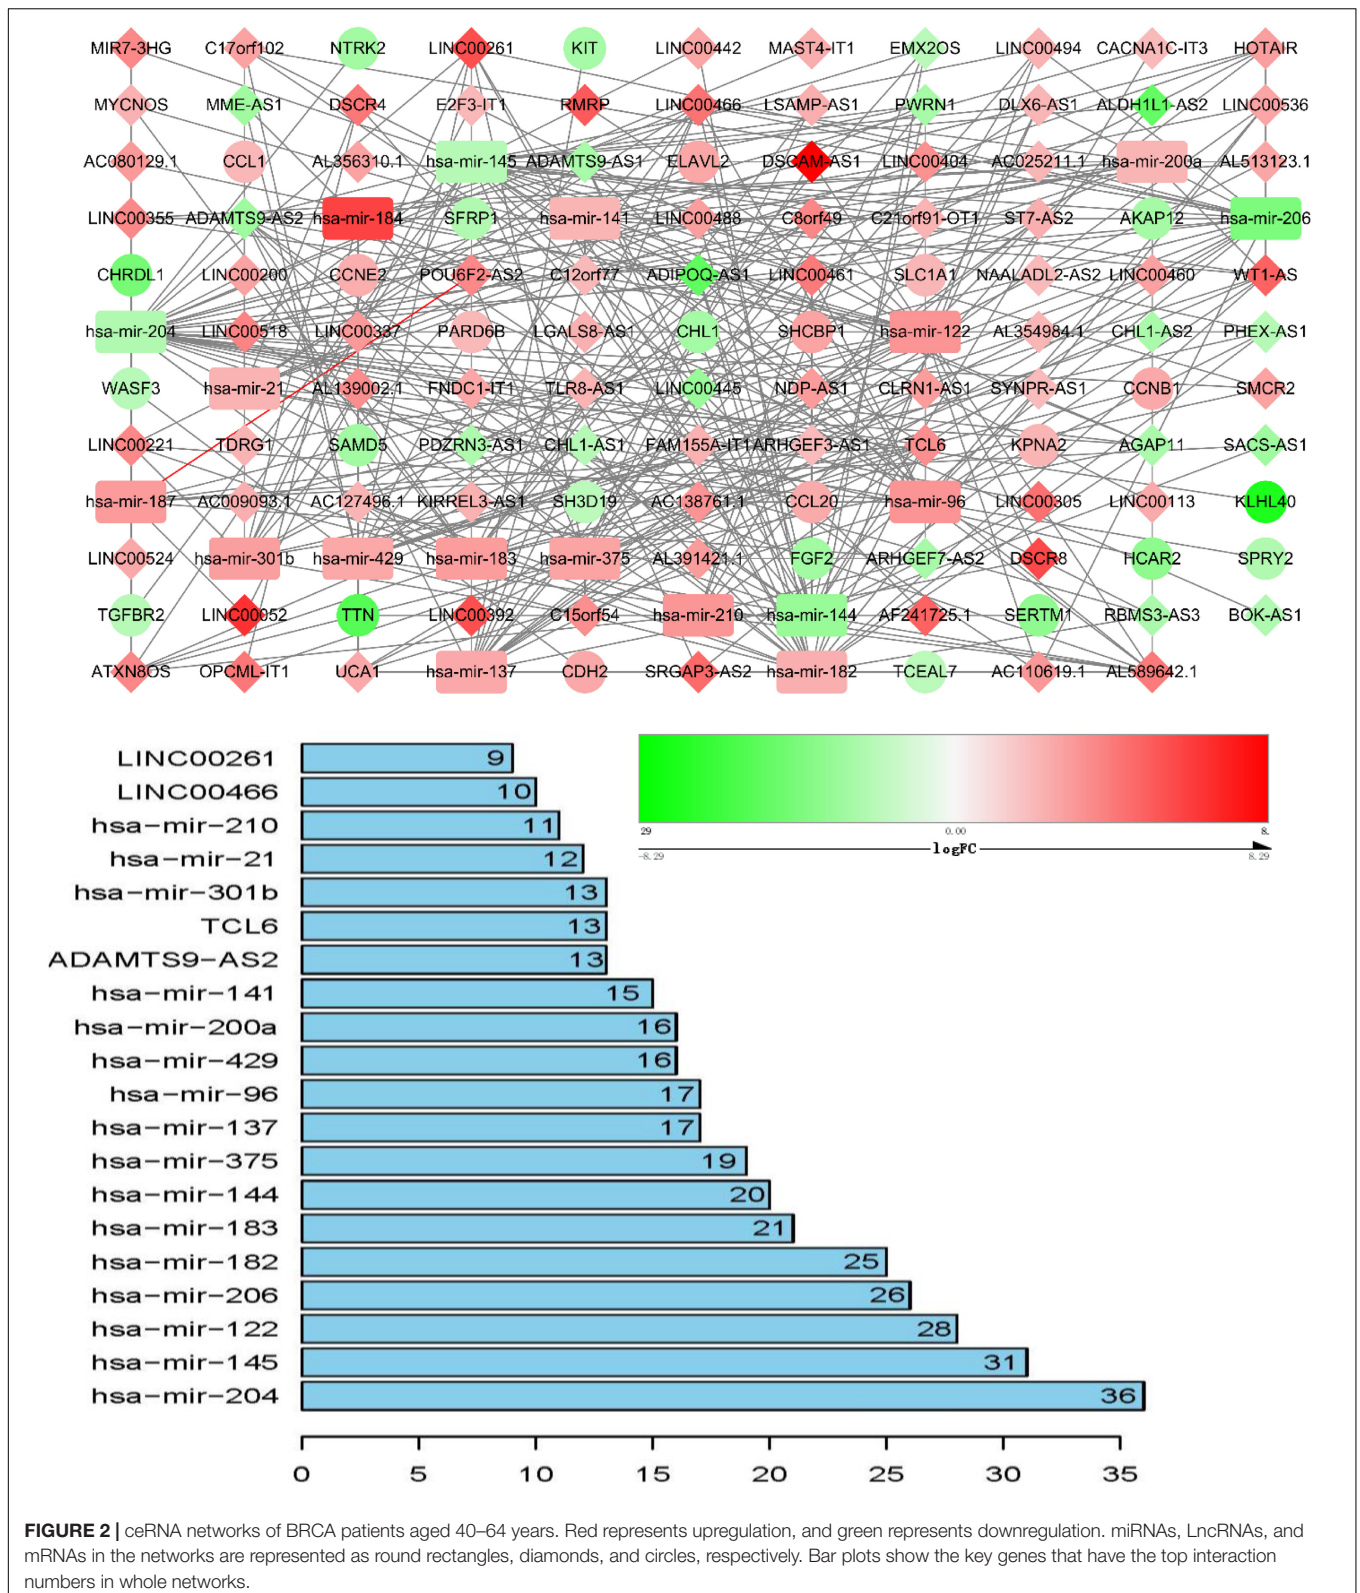 MIR7-3HG C17orf102 NTRK2 LINC00261 KIT LINC00442 MAST4-IT1 EMX2OS LINC00494 CACNA1C-IT3 HOTAIR
MYCNOS MME-AS1 DSCR4 E2F3-IT1 RMRP LINC00466 LSAMP-AS1 PWRN1 DLX6-AS1 ALDH1L1-AS2 LINC00536
AC080129.1 CCL1 AL356310.1 hsa-mir-145 ADAMTS9-AS1 ELAVL2 DSCAM-AS1 LINC00404 AC025211.1 hsa-mir-200a AL513123.1
LINC00355 ADAMTS9-AS2 hsa-mir-184 SFRP1 hsa-mir-141 LINC00488 C8orf49 C21orf91-OT1 ST7-AS2 AKAP12 hsa-mir-206
CHRDL1 LINC00200 CCNE2 POU6F2-AS2 C12orf77 ADIPOQ-AS1 LINC00461 SLC1A1 NAALADL2-AS2 LINC00460 WT1-AS
hsa-mir-204 LINC00518 LINC00337 PARD6B LGALS8-AS1 CHL1 SHCBP1 hsa-mir-122 AL354984.1 CHL1-AS2 PHEX-AS1
WASF3 hsa-mir-21 AL139002.1 FNDC1-IT1 TLR8-AS1 LINC00445 NDP-AS1 CLRN1-AS1 SYNPR-AS1 CCNB1 SMCR2
LINC00221 TDRG1 SAMD5 PDZRN3-AS1 CHL1-AS1 FAM155A-IT1 ARHGEF3-AS1 TCL6 KPNA2 AGAP11 SACS-AS1
hsa-mir-187 AC009093.1 AC127496.1 KIRREL3-AS1 SH3D19 AC138761.1 CCL20 hsa-mir-96 LINC00305 LINC00113 KLHL40
LINC00524 hsa-mir-301b hsa-mir-429 hsa-mir-183 hsa-mir-375 AL391421.1 FGF2 ARHGEF7-AS2 DSCR8 HCAR2 SPRY2
TGFBR2 LINC00052 TTN LINC00392 C15orf54 hsa-mir-210 hsa-mir-144 AF241725.1 SERTM1 RBMS3-AS3 BOK-AS1
ATXN8OS OPCML-IT1 UCA1 hsa-mir-137 CDH2 SRGAP3-AS2 hsa-mir-182 TCEAL7 AC110619.1 AL589642.1
LINC00261 9
LINC00466 10
hsa-mir-210 11
hsa-mir-21 12
hsa-mir-301b 13
TCL6 13
ADAMTS9-AS2 13
hsa-mir-141 15
hsa-mir-200a 16
hsa-mir-429 16
hsa-mir-96 17
hsa-mir-137 17
hsa-mir-375 19
hsa-mir-144 20
hsa-mir-183 21
hsa-mir-182 25
hsa-mir-206 26
hsa-mir-122 28
hsa-mir-145 31
hsa-mir-204 36
0 5 10 15 20 25 30 35
29 0.00 8.
-8.29 logFC 8.29
FIGURE 2 | ceRNA networks of BRCA patients aged 40–64 years. Red represents upregulation, and green represents downregulation. miRNAs, LncRNAs, and
mRNAs in the networks are represented as round rectangles, diamonds, and circles, respectively. Bar plots show the key genes that have the top interaction
numbers in whole networks.